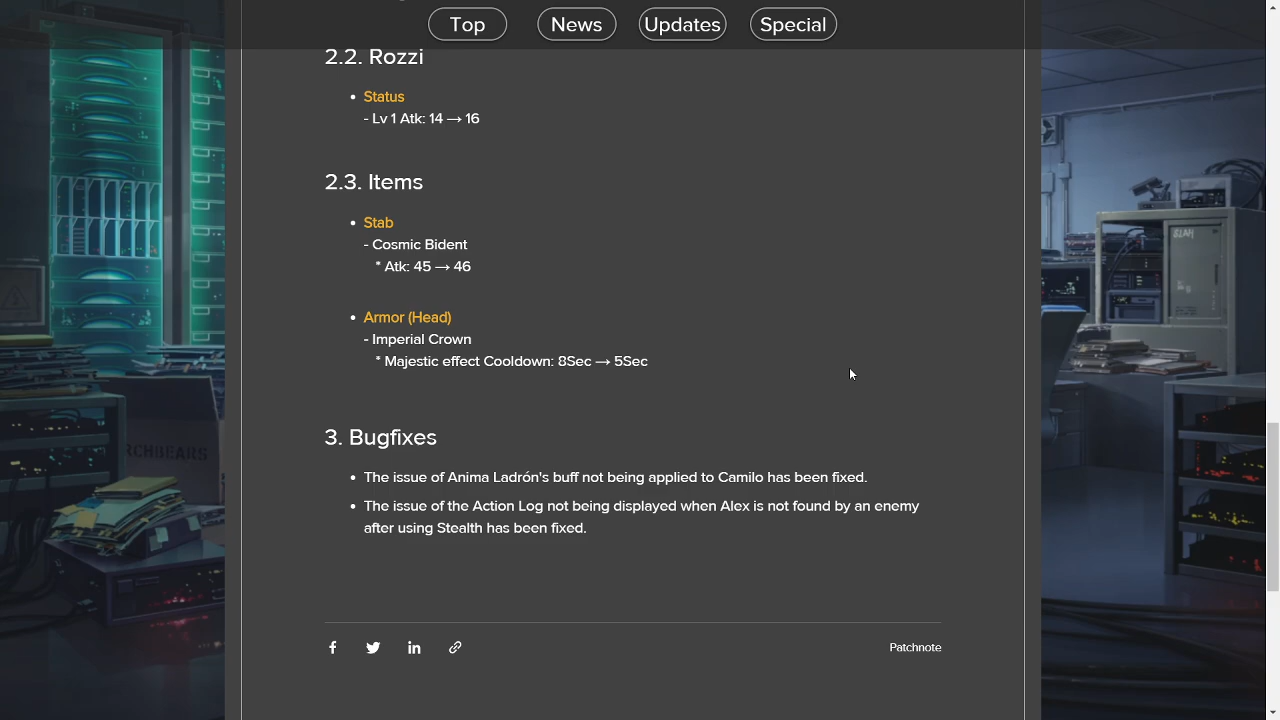 Top
News
Updates
Special
2.2. Rozzi
• Status
- Lv 1 Atk: 14 → 16
2.3. Items
• Stab
- Cosmic Bident
* Atk: 45 → 46
• Armor (Head)
- Imperial Crown
* Majestic effect Cooldown: 8Sec → 5Sec
3. Bugfixes
• The issue of Anima Ladrón's buff not being applied to Camilo has been fixed.
• The issue of the Action Log not being displayed when Alex is not found by an enemy
after using Stealth has been fixed.
Patchnote